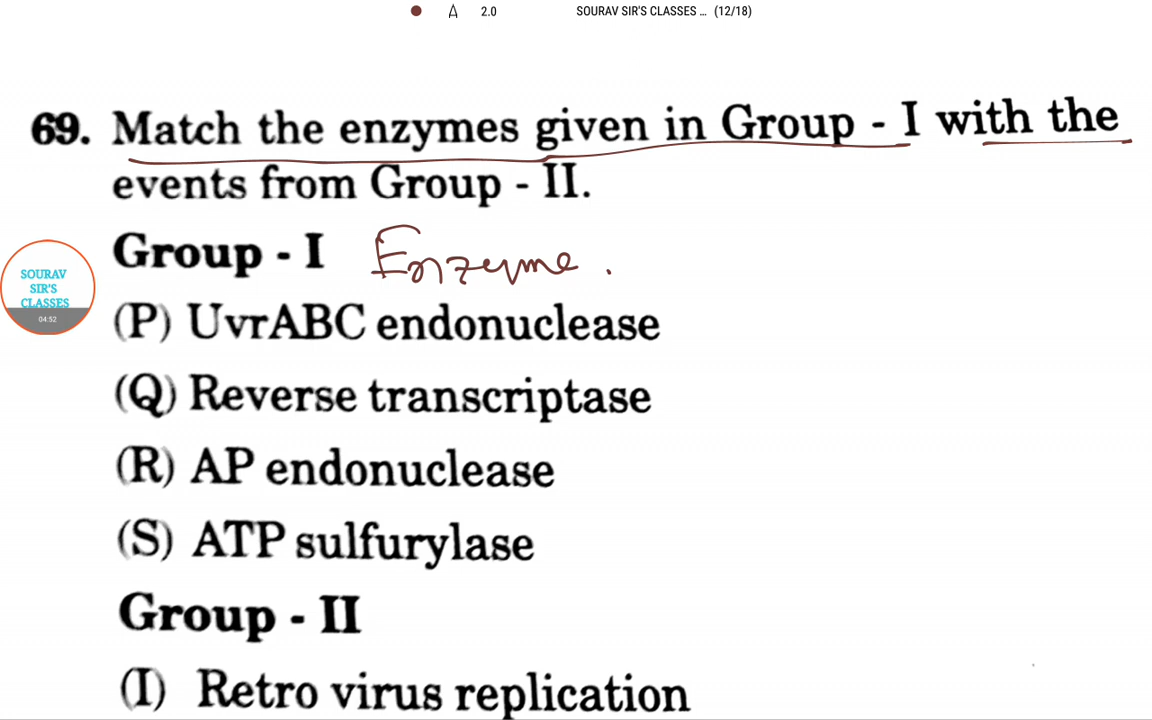 2.0 SOURAV SIR'S CLASSES ... (12/18)
69. Match the enzymes given in Group - I with the
events from Group - II.
Group - I Enzyme.
SOURAV
SIR'S
CLASSES
04:52
(P) UvrABC endonuclease
(Q) Reverse transcriptase
(R) AP endonuclease
(S) ATP sulfurylase
Group - II
(I) Retro virus replication